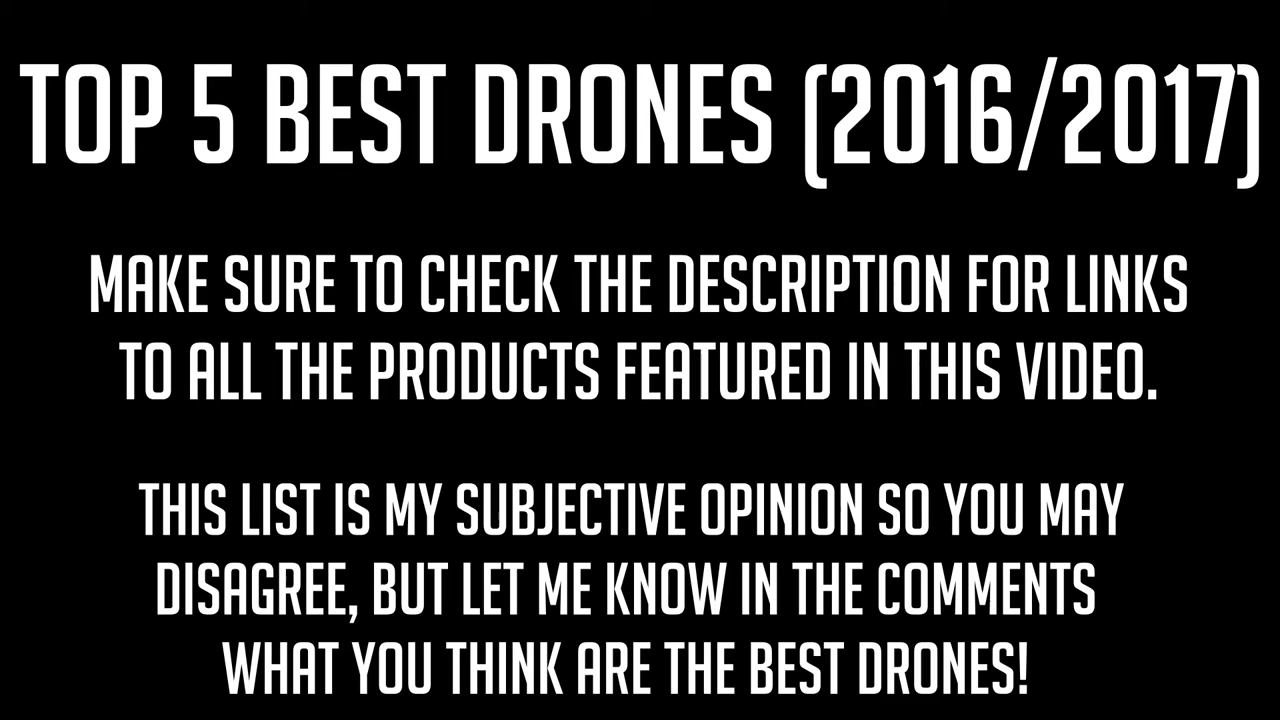 TOP 5 BEST DRONES (2016/2017)
MAKE SURE TO CHECK THE DESCRIPTION FOR LINKS
TO ALL THE PRODUCTS FEATURED IN THIS VIDEO.
THIS LIST IS MY SUBJECTIVE OPINION SO YOU MAY
DISAGREE, BUT LET ME KNOW IN THE COMMENTS
WHAT YOU THINK ARE THE BEST DRONES!